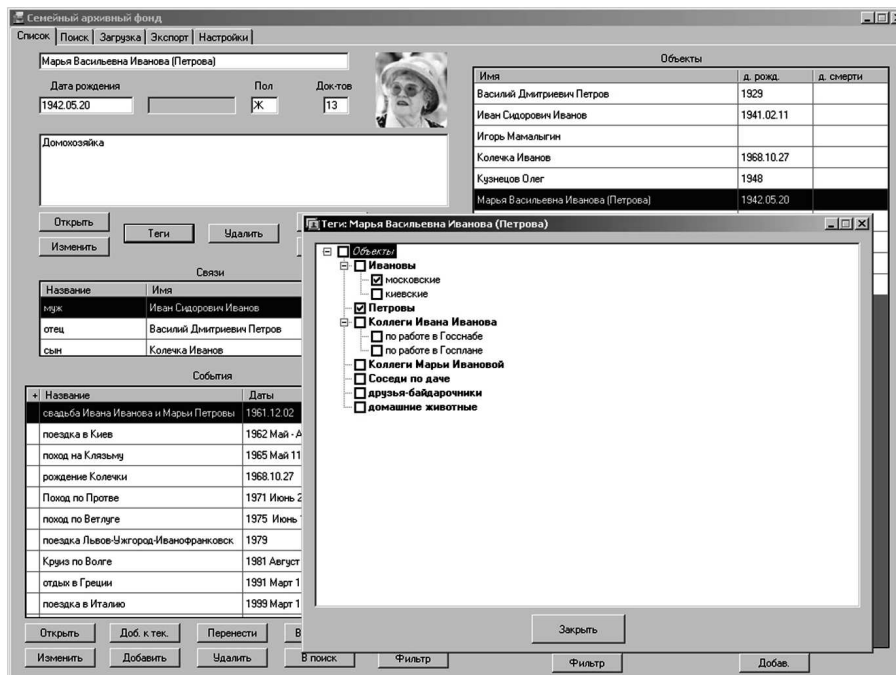 Семейный архивный фонд
Список Поиск Загрузка Экспорт Настройки
Марья Васильевна Иванова (Петрова)
Дата рождения Пол Док-тов
1942.05.20 Ж 13
Домохозяйка
Открыть
Теги Удалить
Изменить
Объекты
Имя д. рожд. д. смерти
Василий Дмитриевич Петров 1929
Иван Сидорович Иванов 1941.02.11
Игорь Мамалыгин
Колечка Иванов 1968.10.27
Кузнецов Олег 1948
Марья Васильевна Иванова (Петрова) 1942.05.20
Связи
Название Имя
муж Иван Сидорович Иванов
отец Василий Дмитриевич Петров
сын Колечка Иванов
События
+ Название Даты
свадьба Ивана Иванова и Марьи Петровы 1961.12.02
поездка в Киев 1962 Май - А
поход на Клязьму 1965 Май 11
рождение Колечки 1968.10.27
Поход по Протве 1971 Июнь 2
поход по Ветлуге 1975 Июнь
поездка Львов-Ужгород-Иванофранковск 1979
Круиз по Волге 1981 Август
отдых в Греции 1991 Март 1
поездка в Италию 1999 Март 1
Теги: Марья Васильевна Иванова (Петрова)
Объекты
Ивановы
московские
киевские
Петровы
Коллеги Ивана Иванова
по работе в Госснабе
по работе в Госплане
Коллеги Марьи Ивановой
Соседи по даче
друзья-байдарочники
домашние животные
Закрыть
Открыть Доб. к тек. Перенести В
Изменить Добавить Удалить В поиск Фильтр Фильтр Добав.